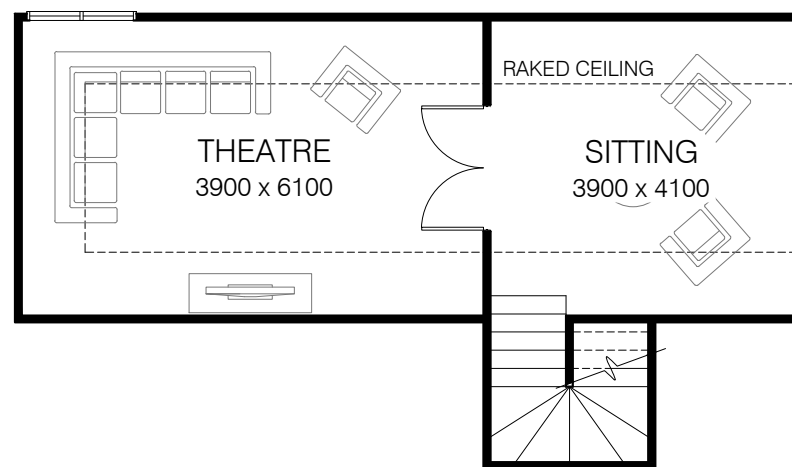 RAKED CEILING
THEATRE
3900 x 6100
SITTING
3900 x 4100